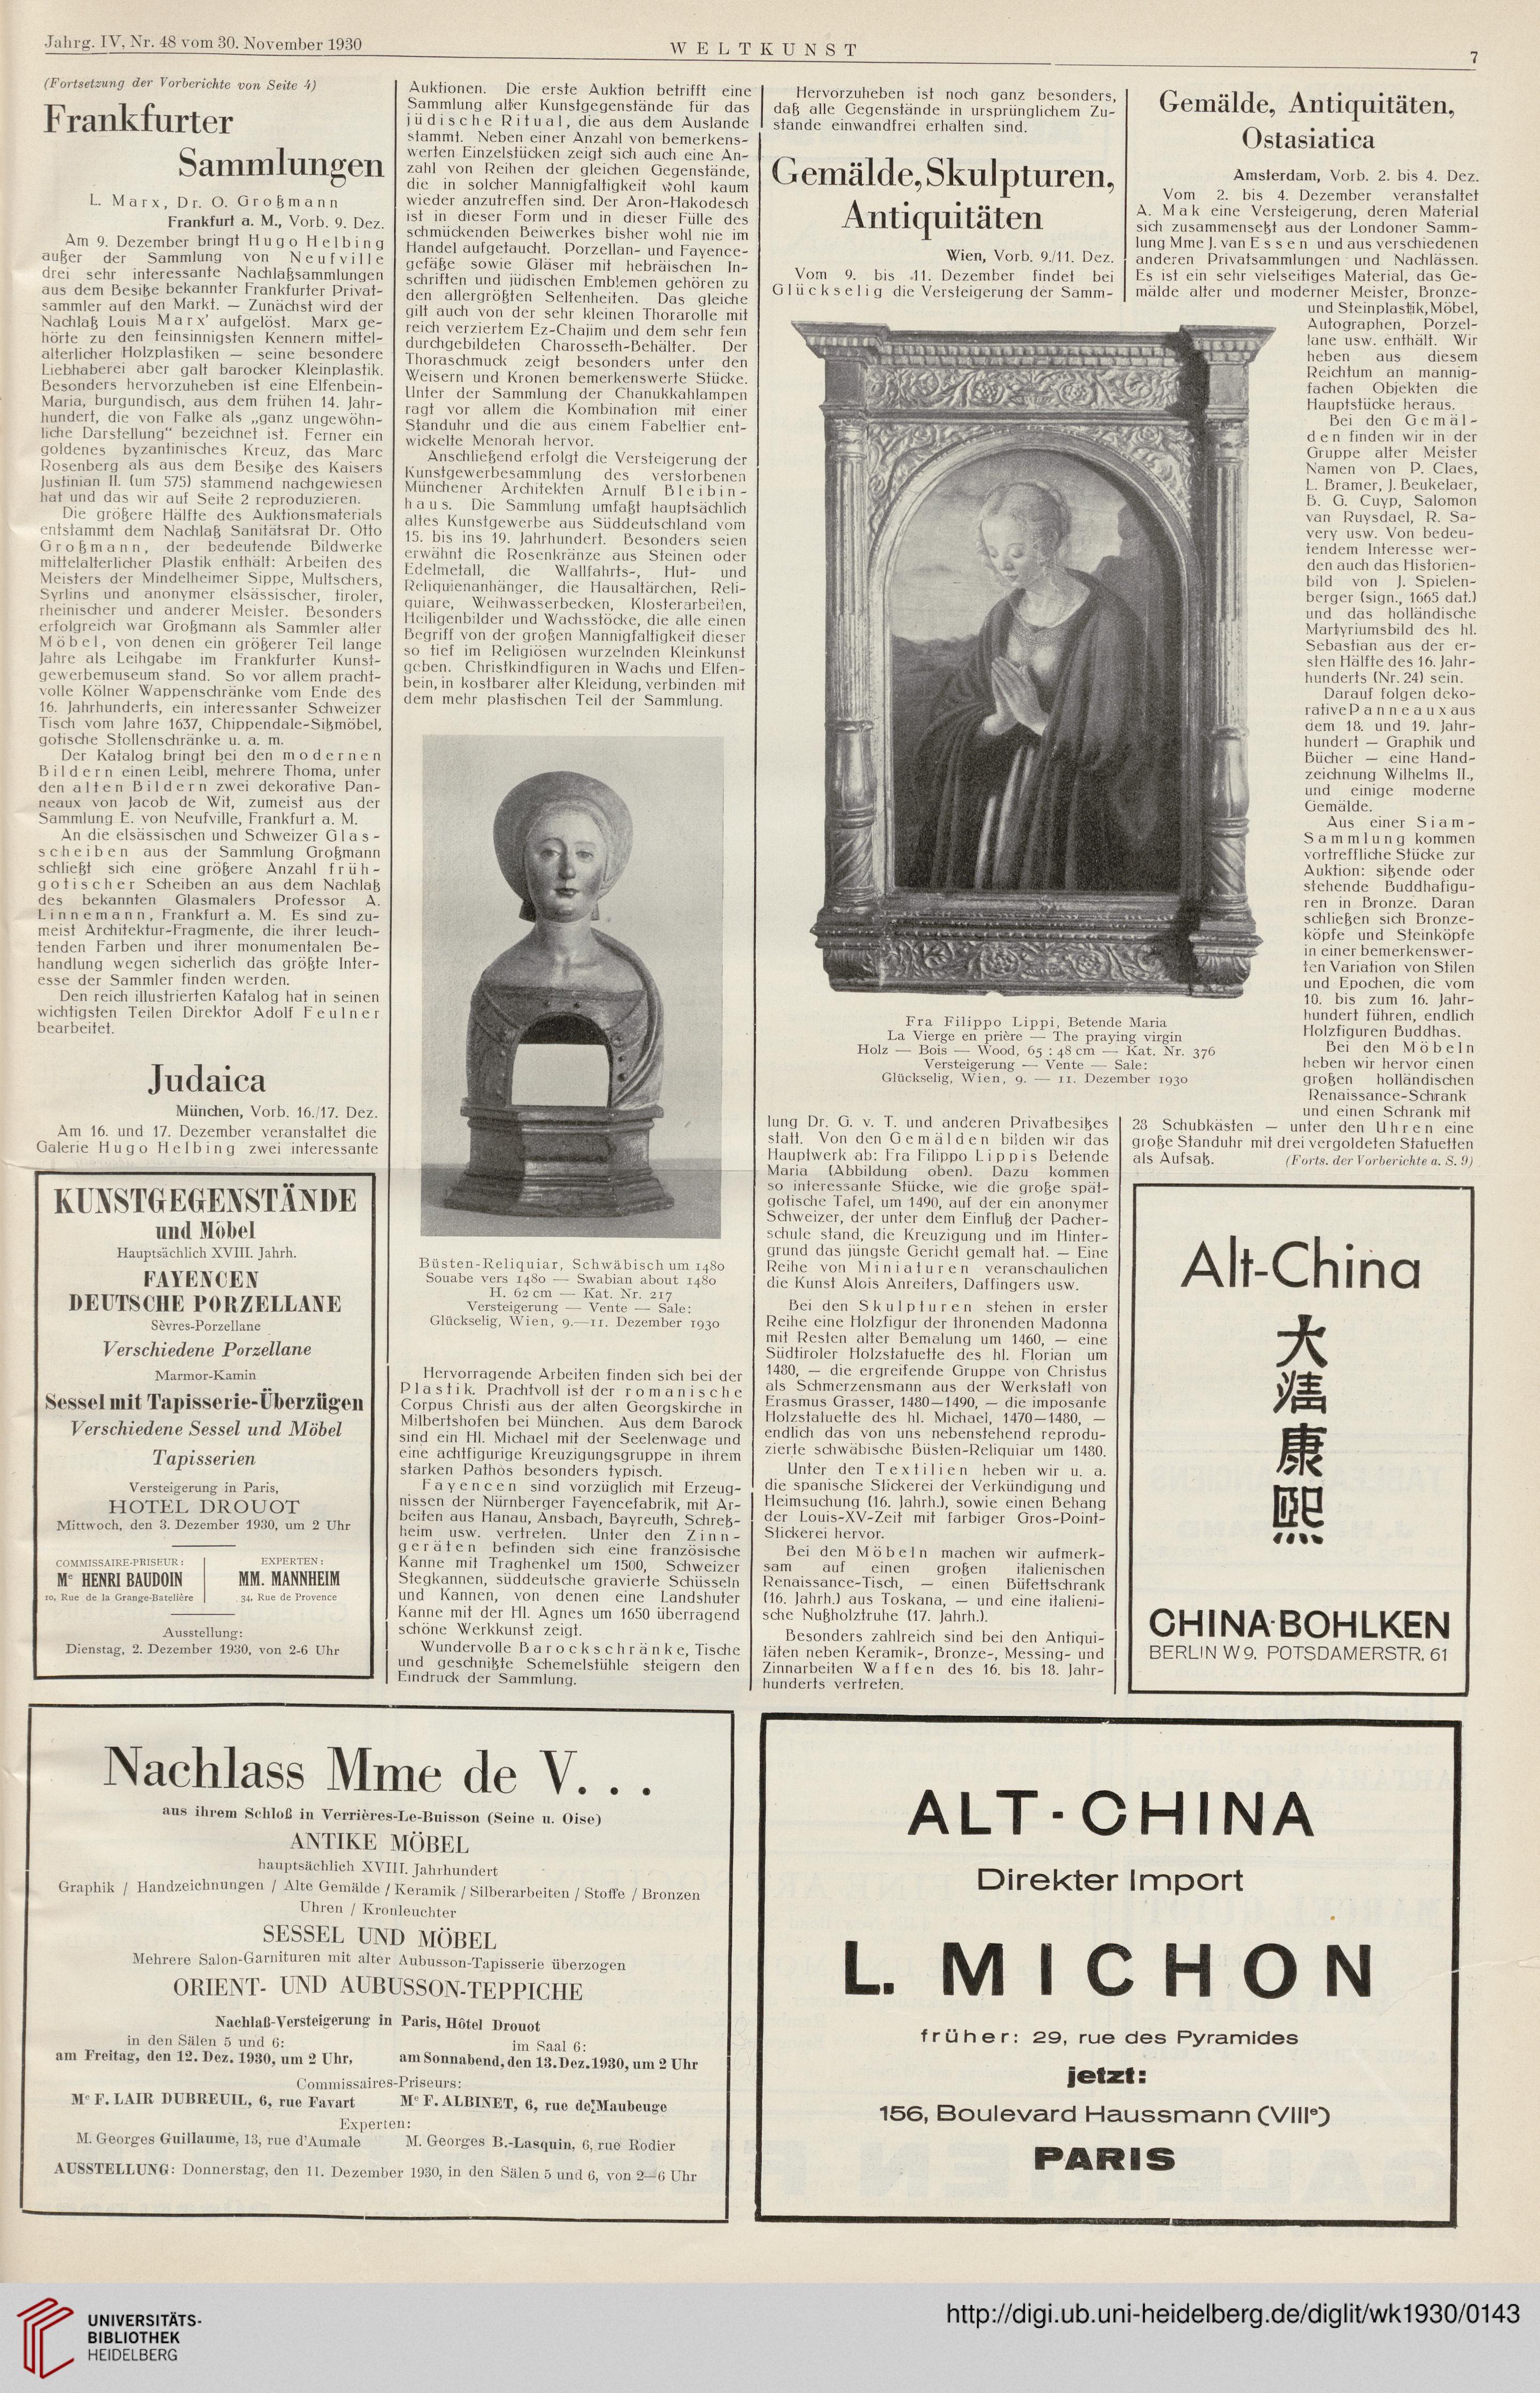 Jahrg. IV, Nr. 48 vom 30. November 1930
WELTKUNST
7
(Fortsetzung der Vorberichte von Seite 4)
Frankfurter
Sammlungen
L. Marx, Dr. O. Großmann
Frankfurt a. M., Vorb. 9. Dez.
Am 9. Dezember bringt Hugo Helbing
außer der Sammlung von Neufville
drei sehr interessante Nachlaßsammlungen
aus dem Besitze bekannter Frankfurter Privat-
sammler auf den Markt. — Zunächst wird der
Nachlaß Louis Marx' aufgelöst. Marx ge-
hörte zu den feinsinnigsten Kennern mittel-
alterlicher Holzplastiken — seine besondere
Liebhaberei aber galt barocker Kleinplastik.
Besonders hervorzuheben ist eine Elfenbein-
Maria, burgundisch, aus dem frühen 14. Jahr-
hundert, die von Falke als „ganz ungewöhn-
liche Darstellung" bezeichnet ist. Ferner ein
goldenes byzantinisches Kreuz, das Marc
Rosenberg als aus dem Besitze des Kaisers
Justinian II. (um 575) stammend nachgewiesen
hat und das wir auf Seite 2 reproduzieren.
Die größere Hälfte des Auktionsmaterials
entstammt dem Nachlaß Sanitätsrat Dr. Otto
Großmann, der bedeutende Bildwerke
mittelalterlicher Plastik enthält: Arbeiten des
Meisters der Mindelheimer Sippe, Multschers,
Syrlins und anonymer elsässischer, tiroler,
rheinischer und anderer Meister. Besonders
erfolgreich war Großmann als Sammler alter
Möbel, von denen ein größerer Teil lange
Jahre als Leihgabe im Frankfurter Kunst-
gewerbemuseum stand. So vor allem pracht-
volle Kölner Wappenschränke vom Ende des
16. Jahrhunderts, ein interessanter Schweizer
Tisch vom Jahre 1637, Chippendale-Sitzmöbel,
gotische Stollenschränke u. a. m.
Der Katalog bringt bei den modernen
Bildern einen Leibl, mehrere Thoma, unter
den alten Bildern zwei dekorative Pan-
neaux von Jacob de Wit, zumeist aus der
Sammlung E. von Neufville, Frankfurt a. M.
An die elsässischen und Schweizer Glas-
scheiben aus der Sammlung Großmann
schließt sich eine größere Anzahl früh-
gotischer Scheiben an aus dem Nachlaß
des bekannten Glasmalers Professor A.
Linnemann, Frankfurt a. M. Es sind zu-
meist Architektur-Fragmente, die ihrer leuch-
tenden Farben und ihrer monumentalen Be-
handlung wegen sicherlich das größte Inter-
esse der Sammler finden werden.
Den reich illustrierten Katalog hat in seinen
wichtigsten Teilen Direktor Adolf Feulner
bearbeitet.
Judaica
München, Vorb. 16./17. Dez.
Am 16. und 17. Dezember veranstaltet die
Galerie Hugo Helbing zwei interessante
Auktionen. Die erste Auktion betrifft eine
Sammlung alter Kunstgegenstände für das
jüdische Ritual, die aus dem Auslande
stammt. Neben einer Anzahl von bemerkens-
werten Einzelstücken zeigt sich auch eine An-
zahl von Reihen der gleichen Gegenstände,
die in solcher Mannigfaltigkeit wohl kaum
wieder anzutreffen sind. Der Aron-Hakodesch
ist in dieser Form und in dieser Fülle des
schmückenden Beiwerkes bisher wohl nie im
Handel aufgetaucht. Porzellan- und Fayence-
gefäße sowie Gläser mit hebräischen In-
schriften und jüdischen Emblemen gehören zu
den allergrößten Seltenheiten. Das gleiche
gilt auch von der sehr kleinen Thorarolle mit
reich verziertem Ez-Chajim und dem sehr fein
durchgebildeten Charosseth-Behälter. Der
Thoraschmuck zeigt besonders unter den
Weisern und Kronen bemerkenswerte Stücke.
Unter der Sammlung der Chanukkahlampen
ragt vor allem die Kombination mit einer
Standuhr und die aus einem Fabeltier ent-
wickelte Menorah hervor.
Anschließend erfolgt die Versteigerung der
Kunstgewerbesammlung des verstorbenen
Münchener Architekten Arnulf Bleibin-
haus. Die Sammlung umfaßt hauptsächlich
altes Kunstgewerbe aus Süddeutschland vom
15. bis ins 19. Jahrhundert. Besonders seien
erwähnt die Rosenkränze aus Steinen oder
Edelmetall, die Wallfahrts-, Hut- und
Reliquienanhänger, die Hausaltärchen, Reli-
quiare, Weihwasserbecken, Klosterarbeiten,
Heiligenbilder und Wachsstöcke, die alle einen
Begriff von der großen Mannigfaltigkeit dieser
so tief im Religiösen wurzelnden Kleinkunst
geben. Christkindfiguren in Wachs und Elfen-
bein, in kostbarer alter Kleidung, verbinden mit
dem mehr plastischen Teil der Sammlung.
Büsten-Reliquiar, Schwäbisch um 1480
Souabe vers 1480 — Swabian about 1480
H. 62 cm — Kat. Nr. 217
Versteigerung — Vente — Sale:
Glückselig, Wien, 9.—11. Dezember 1930
Hervorragende Arbeiten finden sich bei der
Plastik. Prachtvoll ist der romanische
Corpus Christi aus der alten Georgskirche in
Milbertshofen bei München. Aus dem Barock
sind ein Hl. Michael mit der Seelenwage und
eine achtfigurige Kreuzigungsgruppe in ihrem
starken Pathos besonders typisch.
Fayencen sind vorzüglich mit Erzeug-
nissen der Nürnberger Fayencefabrik, mit Ar-
beiten aus Hanau, Ansbach, Bayreuth, Schretz-
heim usw. vertreten. Unter den Zinn-
geräten befinden sich eine französische
Kanne mit Traghenkel um 1500, Schweizer
Stegkannen, süddeutsche gravierte Schüsseln
und Kannen, von denen eine Landshuter
Kanne mit der Hl. Agnes um 1650 überragend
schöne Werkkunst zeigt.
Wundervolle Barockschränke, Tische
und geschnitzte Schemelstühle steigern den
Eindruck der Sammlung.
Hervorzuheben ist noch ganz besonders,
daß alle Gegenstände in ursprünglichem Zu-
stande einwandfrei erhalten sind.
Gemälde, Skulpturen,
Antiquitäten
Wien, Vorb. 9./11. Dez.
Vom 9. bis 11. Dezember findet bei
Glückselig die Versteigerung der Samm-
Fra Filippo Lippi, Betende Maria
La Vierge en prière — The praying virgin
Holz — Bois — Wood, 65 : 48 cm — Kat. Nr. 376
Versteigerung — Vente — Sale:
Glückselig, Wien, 9. — 11. Dezember 1930
lung Dr. G. v. T. und anderen Privatbesitzes
statt. Von den Gemälden bilden wir das
Hauptwerk ab: Fra Filippo Lippis Betende
Maria (Abbildung oben). Dazu kommen
so interessante Stücke, wie die große spät-
gotische Tafel, um 1490, auf der ein anonymer
Schweizer, der unter dem Einfluß der Pacher-
schule stand, die Kreuzigung und im Hinter-
grund das jüngste Gericht gemalt hat. — Eine
Reihe von Miniaturen veranschaulichen
die Kunst Alois Anreiters, Daffingers usw.
Bei den Skulpturen stehen in erster
Reihe eine Holzfigur der thronenden Madonna
mit Resten alter Bemalung um 1460, — eine
Südtiroler Holzstatuette des hl. Florian um
1480, — die ergreifende Gruppe von Christus
als Schmerzensmann aus der Werkstatt von
Erasmus Grasser, 1480—1490, — die imposante
Holzstatuette des hl. Michael, 1470—1480, —
endlich das von uns nebenstehend reprodu-
zierte schwäbische Büsten-Reliquiar um 1480.
Unter den Textilien heben wir u. a.
die spanische Stickerei der Verkündigung und
Heimsuchung (16. Jahrh.), sowie einen Behang
der Louis-XV-Zeit mit farbiger Gros-Point-
Stickerei hervor.
Bei den Möbeln machen wir aufmerk-
sam auf einen großen italienischen
Renaissance-Tisch, — einen Büfettschrank
(16. Jahrh.) aus Toskana, — und eine italieni-
sche Nußholztruhe (17. Jahrh.).
Besonders zahlreich sind bei den Antiqui-
täten neben Keramik-, Bronze-, Messing- und
Zinnarbeiten Waffen des 16. bis 18. Jahr-
hunderts vertreten.
Gemälde, Antiquitäten,
Ostasiatica
Amsterdam, Vorb. 2. bis 4. Dez.
Vom 2. bis 4. Dezember veranstaltet
A. Mak eine Versteigerung, deren Material
sich zusammensetzt aus der Londoner Samm-
lung Mme J. van Essen und aus verschiedenen
anderen Privatsammlungen und Nachlässen.
Es ist ein sehr vielseitiges Material, das Ge-
mälde alter und moderner Meister, Bronze-
und Steinplastik, Möbel,
Autographen, Porzel-
lane usw. enthält. Wir
heben aus diesem
Reichtum an mannig-
fachen Objekten die
Hauptstücke heraus.
Bei den Gemäl-
den finden wir in der
Gruppe alter Meister
Namen von P. Claes,
L. Bramer, J. Beukelaer,
B. G. Cuyp, Salomon
van Ruysdael, R. Sa-
very usw. Von bedeu-
tendem Interesse wer-
den auch das Historien-
bild von J. Spielen-
berger (sign., 1665 dat.)
und das holländische
Martyriumsbild des hl.
Sebastian aus der er-
sten Hälfte des 16. Jahr-
hunderts (Nr. 24) sein.
Darauf folgen deko-
rative Panneaux aus
dem 18. und 19. Jahr-
hundert — Graphik und
Bücher — eine Hand-
zeichnung Wilhelms II.,
und einige moderne
Gemälde.
Aus einer Siam-
Sammlung kommen
vortreffliche Stücke zur
Auktion: sitzende oder
stehende Buddhafigu-
ren in Bronze. Daran
schließen sich Bronze-
köpfe und Steinköpfe
in einer bemerkenswer-
ten Variation von Stilen
und Epochen, die vom
10. bis zum 16. Jahr-
hundert führen, endlich
Holzfiguren Buddhas.
Bei den Möbeln
heben wir hervor einen
großen holländischen
Renaissance-Schrank
und einen Schrank mit
28 Schubkästen — unter den Uhren eine
große Standuhr mit drei vergoldeten Statuetten
als Aufsatz.
(Forts. der Vorberichte a. S. 9)
KUNSTGEGENSTÄNDE
und Möbel
Hauptsächlich XVIII. Jahrh.
FAYENCEN
DEUTSCHE PORZELLANE
Sèvres-Porzellane
Verschiedene Porzellane
Marmor-Kamin
Sessel mit Tapisserie-Überzügen
Verschiedene Sessel und Möbel
Tapisserien
Versteigerung in Paris,
HOTEL DROUOT
Mittwoch, den 3. Dezember 1930, um 2 Uhr
COMMISSAIRE-PRISEUR:
Me HENRI BAUDOIN
10, Rue de la Grange-Batelière
EXPERTEN:
MM. MANNHEIM
34, Rue de Provence
Ausstellung:
Dienstag, 2. Dezember 1930, von 2-6 Uhr
Alt-China
大
清
康
熙
CHINA-BOHLKEN
BERLIN W 9. POTSDAMERSTR. 61
Nachlass Mme de V. . .
aus ihrem Schloß in Verrières-Le-Buisson (Seine u. Oise)
ANTIKE MÖBEL
hauptsächlich XVIII. Jahrhundert
Graphik / Handzeichnungen / Alte Gemälde / Keramik / Silberarbeiten / Stoffe / Bronzen
Uhren / Kronleuchter
SESSEL UND MÖBEL
Mehrere Salon-Garnituren mit alter Aubusson-Tapisserie überzogen
ORIENT- UND AUBUSSON-TEPPICHE
Nachlaß-Versteigerung in Paris, Hôtel Drouot
in den Sälen 5 und 6:
am Freitag, den 12. Dez. 1930, um 2 Uhr,
im Saal 6:
am Sonnabend, den 13. Dez. 1930, um 2 Uhr
Commissaires-Priseurs:
Me F. LAIR DUBREUIL, 6, rue Favart
Me F. ALBINET, 6, rue de Maubeuge
Experten:
M. Georges Guillaume, 13, rue d'Aumale
M. Georges B.-Lasquin, 6, rue Rodier
AUSSTELLUNG: Donnerstag, den 11. Dezember 1930, in den Sälen 5 und 6, von 2—6 Uhr
ALT-CHINA
Direkter Import
L. MICHON
früher: 29, rue des Pyramides
jetzt:
156, Boulevard Haussmann (VIIIe)
PARIS
UNIVERSITÄTS-
BIBLIOTHEK
HEIDELBERG
http://digi.ub.uni-heidelberg.de/diglit/wk1930/0143